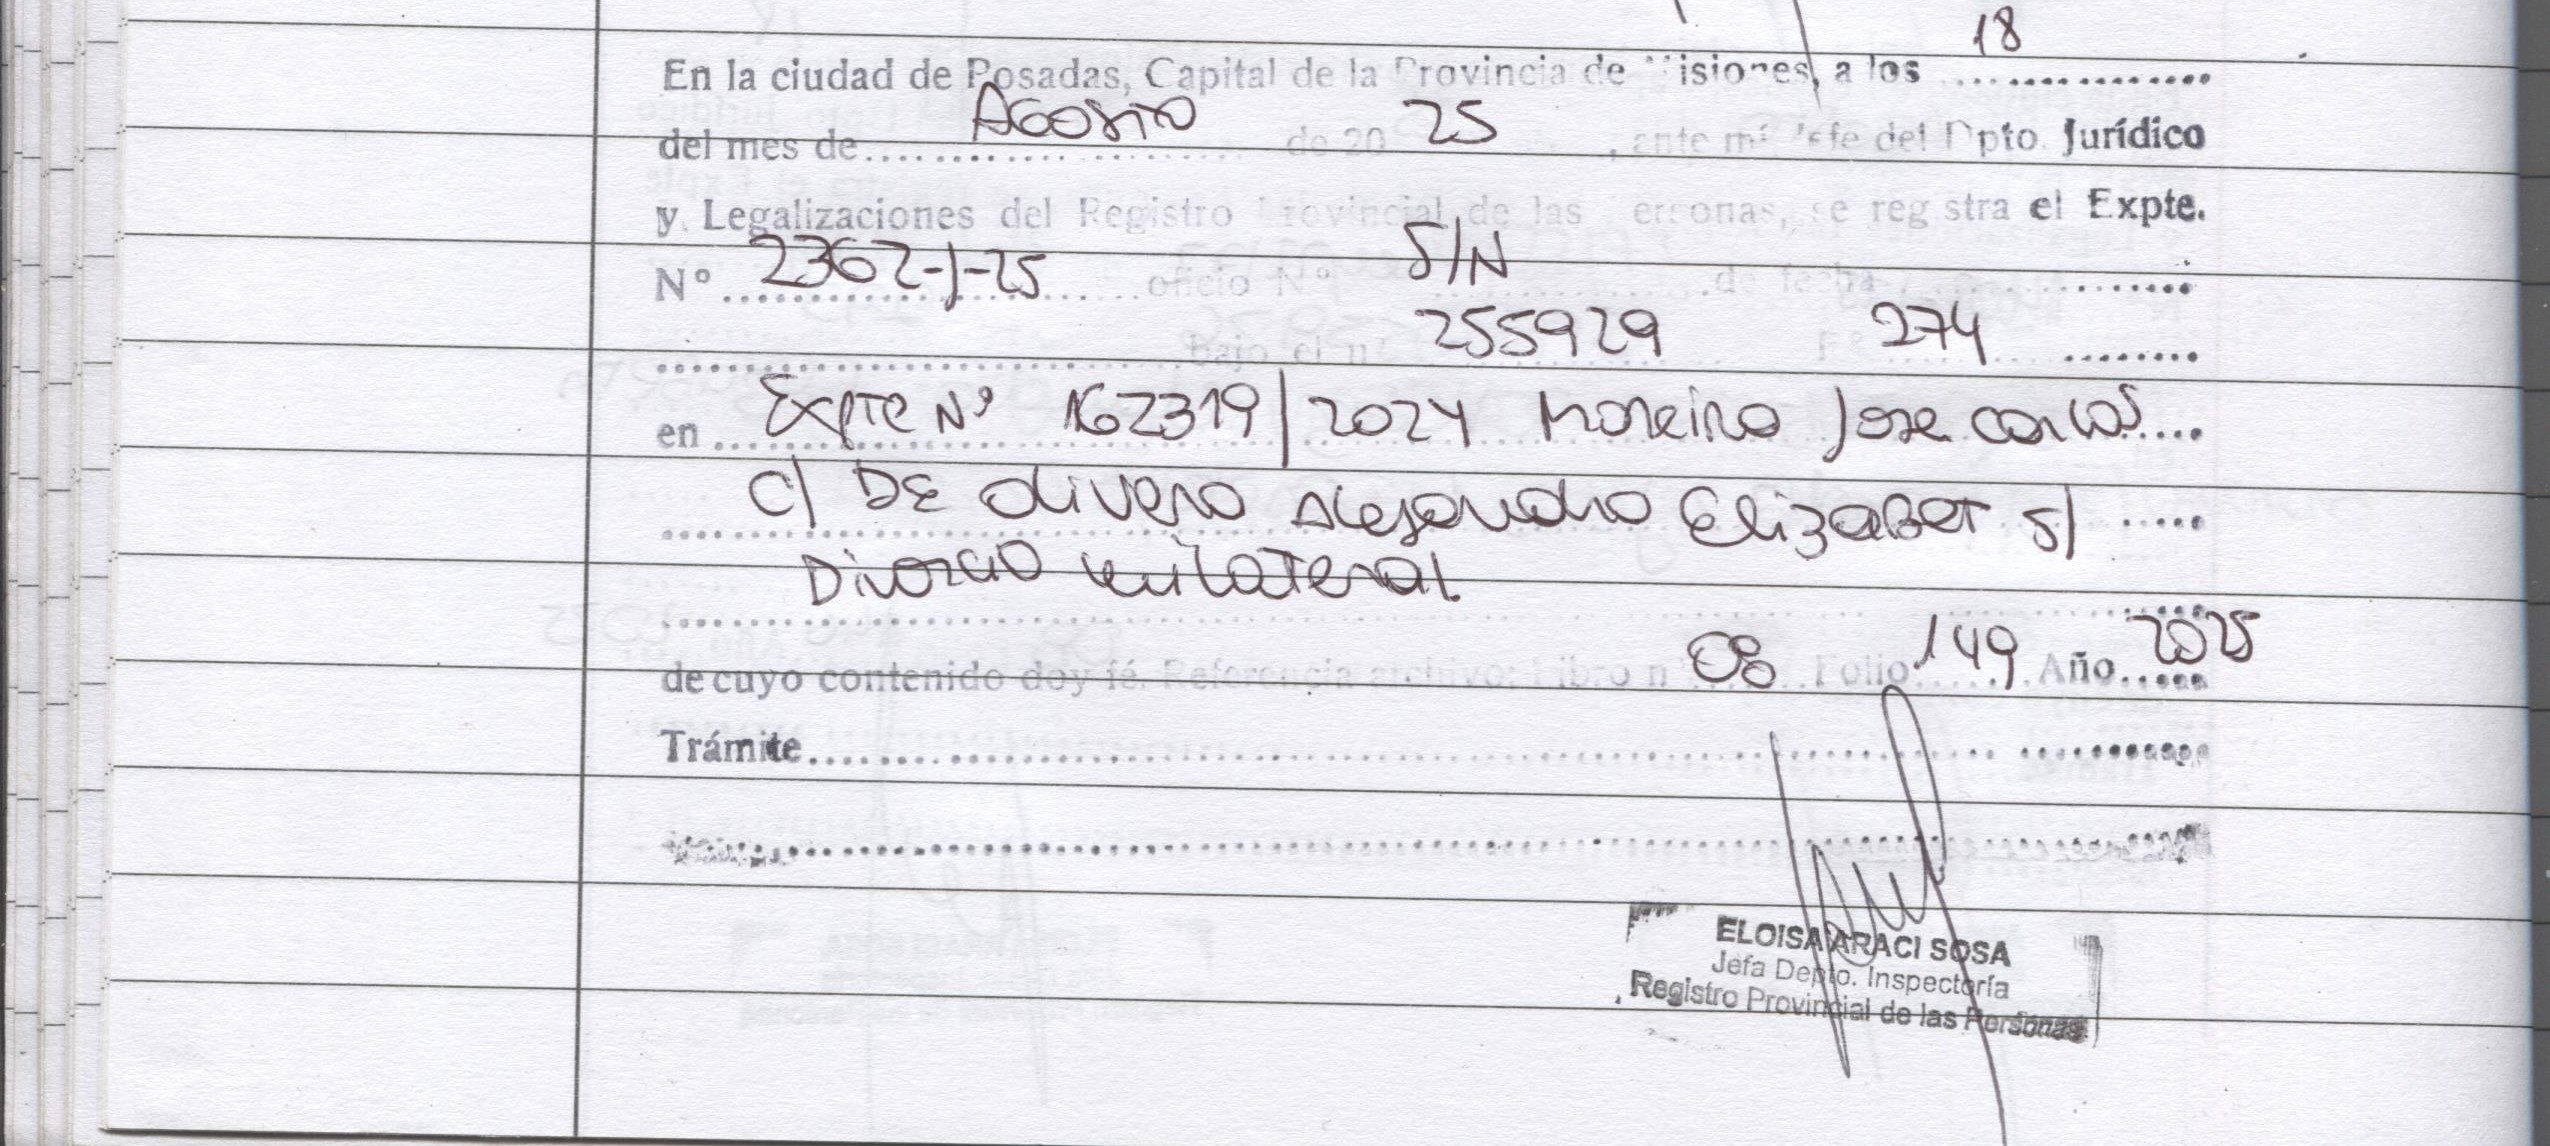 En la ciudad de Posadas, Capital de la Provincia de Misiones, a los 18
del mes de Agosto de 20 25, ante mí Jefe del Dpto. Jurídico
y Legalizaciones del Registro Provincial de las Personas, se registra el Expte.
N° 2362-J-25 oficio N° S/N de fecha
bajo el n° 255929 F° 274
en Expte N° 162319/2024 Moreira Jose Carlos
c/ DE Olivera Alejandra Elizabet s/
Divorcio unilateral.
de cuyo contenido doy fé. Referencia archivo: Libro n° 08 Folio 149 Año 2025
Trámite
ELOISA ARACI SOSA
Jefa Depto. Inspectoría
Registro Provincial de las Personas